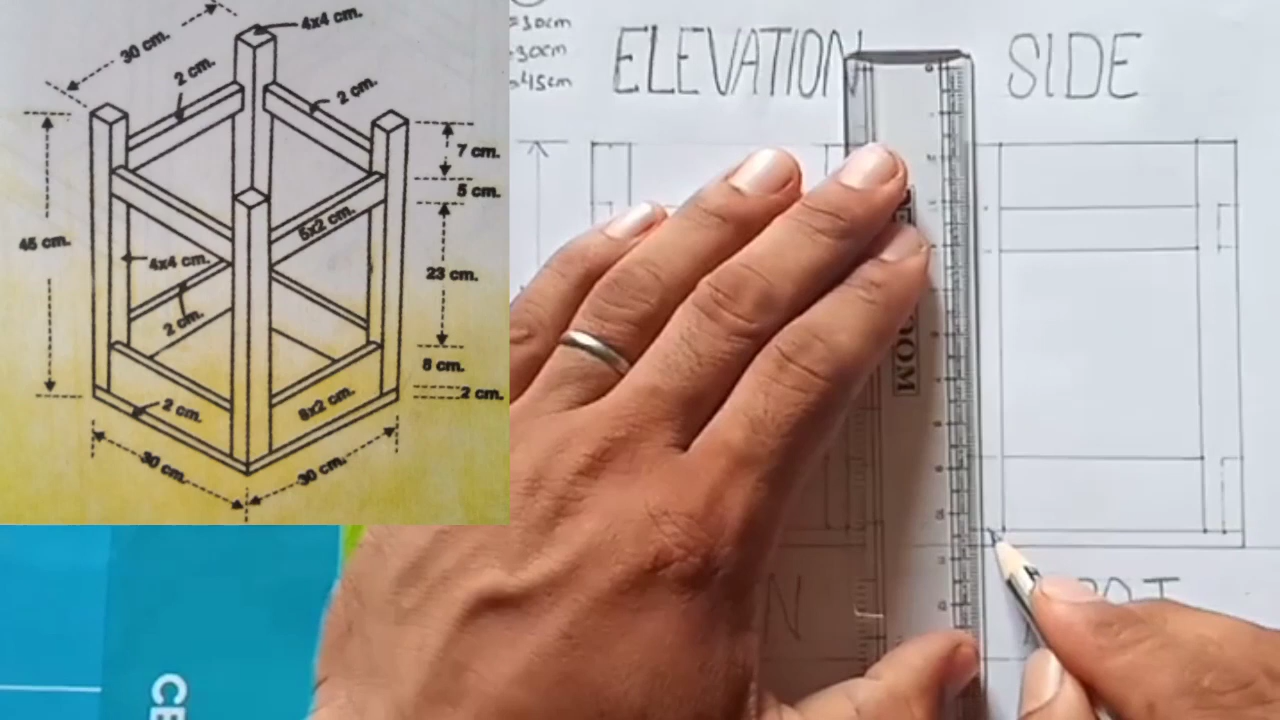 4x4 cm.
30 cm.
2 cm.
2 cm.
7 cm.
5 cm.
5x2 cm.
45 cm.
4x4 cm.
23 cm.
2 cm.
8 cm.
2 cm.
2 cm.
8x2 cm.
30 cm.
30 cm.
=30cm
-30cm
=45cm
ELEVATION
SIDE